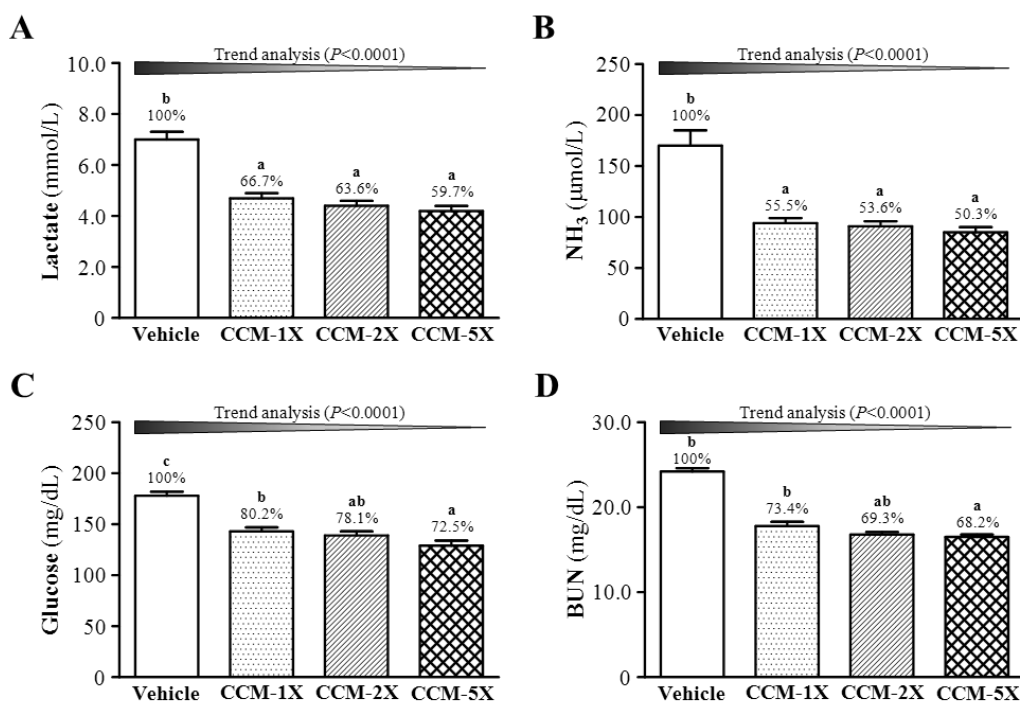 A
Trend analysis (P<0.0001)
10.0
8.0
6.0
4.0
2.0
0
Lactate (mmol/L)
b
100%
a
66.7%
a
63.6%
a
59.7%
Vehicle CCM-1X CCM-2X CCM-5X
B
Trend analysis (P<0.0001)
250
200
150
100
50
0
NH₃ (μmol/L)
b
100%
a
55.5%
a
53.6%
a
50.3%
Vehicle CCM-1X CCM-2X CCM-5X
C
Trend analysis (P<0.0001)
250
200
150
100
50
0
Glucose (mg/dL)
c
100%
b
80.2%
ab
78.1%
a
72.5%
Vehicle CCM-1X CCM-2X CCM-5X
D
Trend analysis (P<0.0001)
30.0
20.0
10.0
0
BUN (mg/dL)
b
100%
b
73.4%
ab
69.3%
a
68.2%
Vehicle CCM-1X CCM-2X CCM-5X